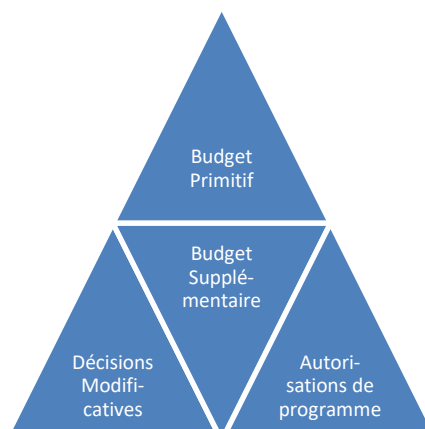 Budget
Primitif
Budget
Supplé-
mentaire
Décisions
Modifi-
catives
Autori-
sations de
programme